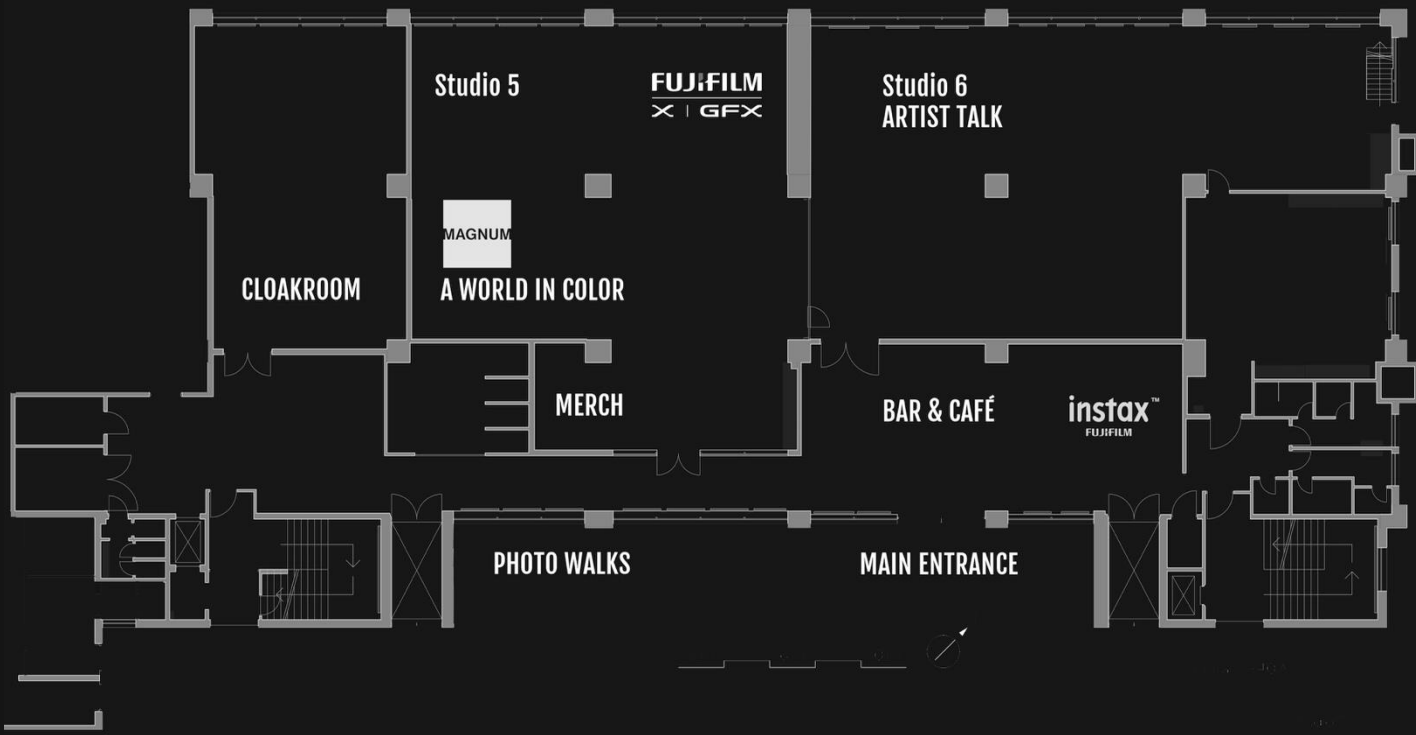 Studio 5
FUJIFILM
X | GFX
Studio 6
ARTIST TALK
MAGNUM
A WORLD IN COLOR
CLOAKROOM
MERCH
BAR & CAFÉ
instax™
FUJIFILM
PHOTO WALKS
MAIN ENTRANCE